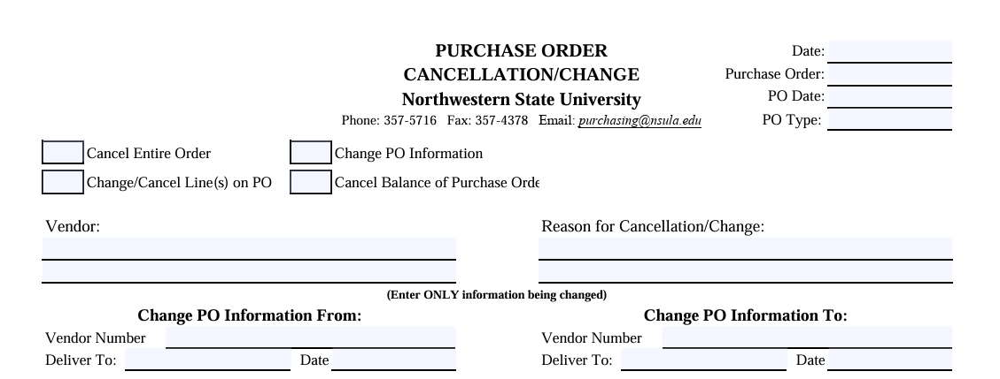 PURCHASE ORDER
CANCELLATION/CHANGE
Northwestern State University
Phone: 357-5716 Fax: 357-4378 Email: purchasing@nsula.edu
Date:
Purchase Order:
PO Date:
PO Type:
Cancel Entire Order Change PO Information
Change/Cancel Line(s) on PO Cancel Balance of Purchase Orde
Vendor: Reason for Cancellation/Change:
(Enter ONLY information being changed)
Change PO Information From: Change PO Information To:
Vendor Number Vendor Number
Deliver To: Date Deliver To: Date